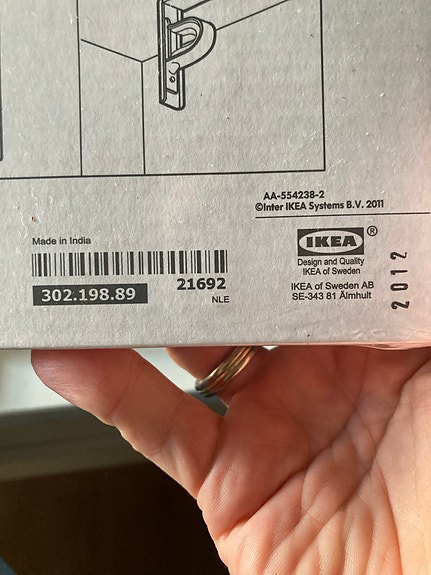 AA-554238-2
©Inter IKEA Systems B.V. 2011
Made in India
21692
302.198.89
NLE
IKEA®
Design and Quality
IKEA of Sweden
IKEA of Sweden AB
SE-343 81 Älmhult
2012